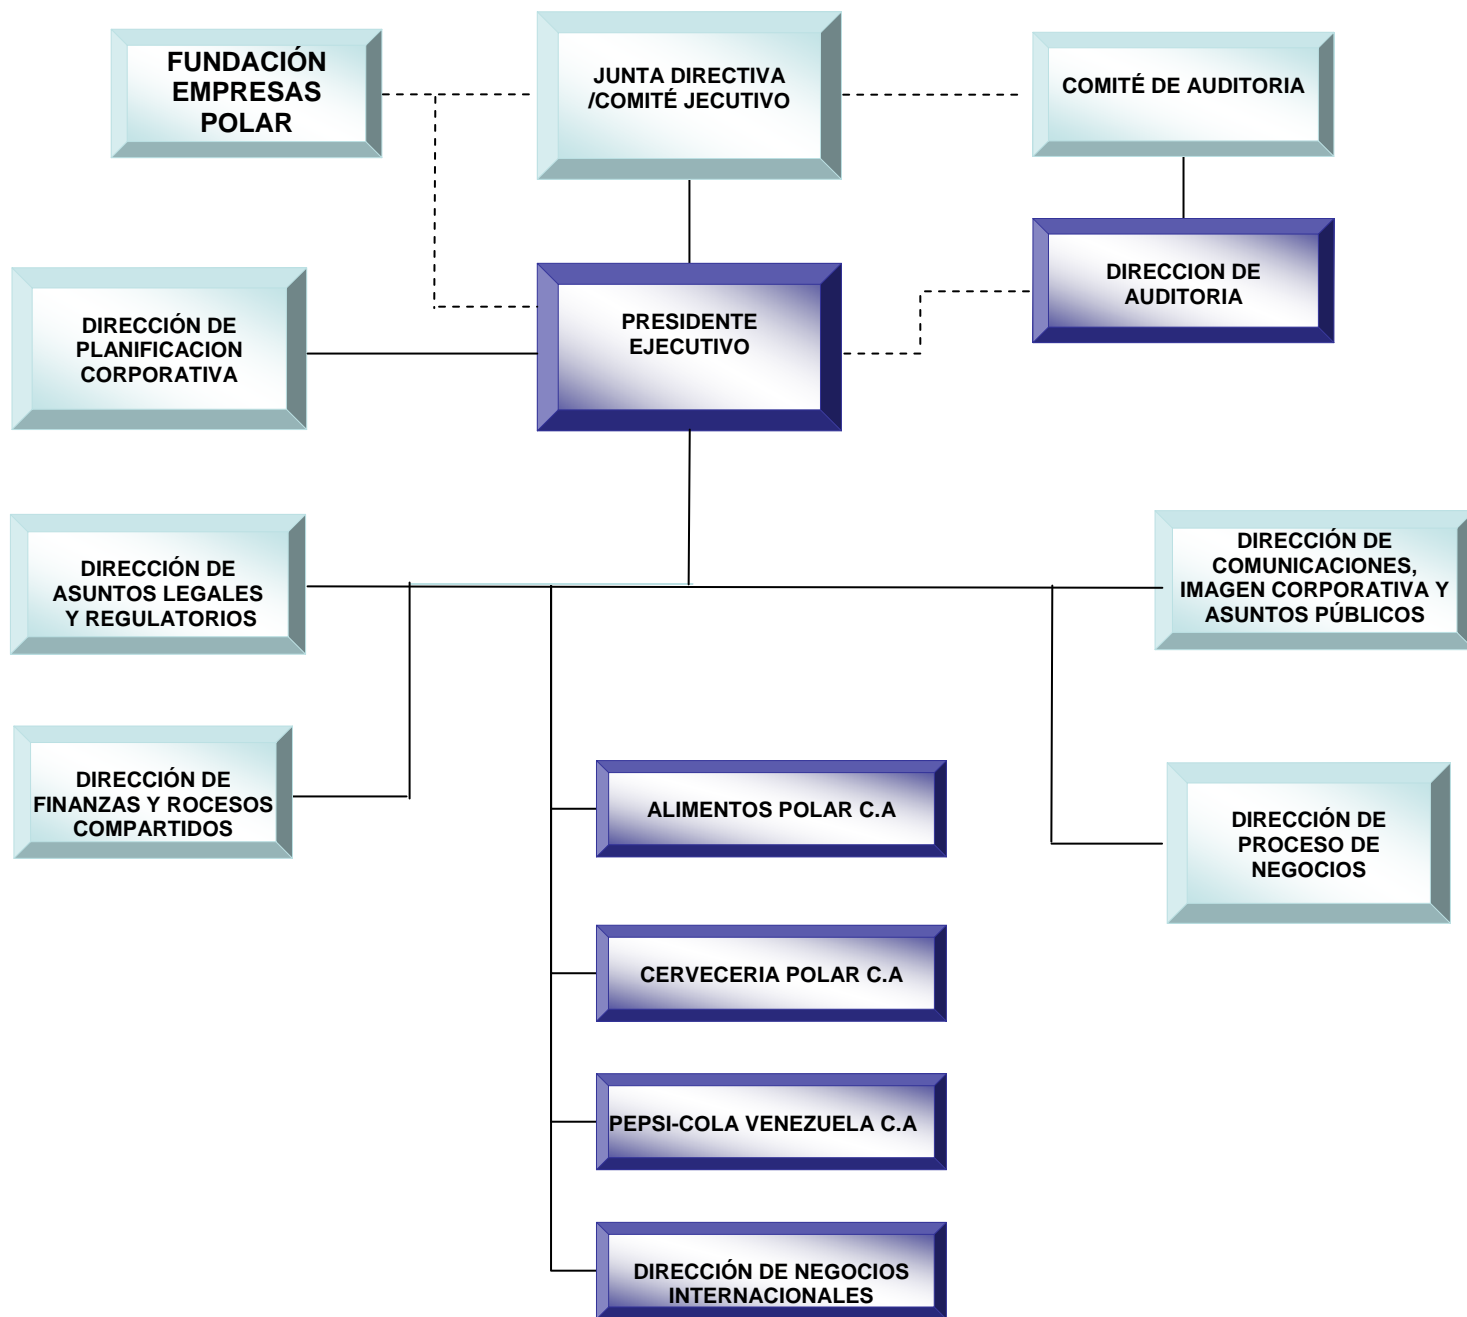 FUNDACIÓN
EMPRESAS
POLAR
JUNTA DIRECTIVA
/COMITÉ JECUTIVO
COMITÉ DE AUDITORIA
DIRECCION DE
AUDITORIA
DIRECCIÓN DE
PLANIFICACION
CORPORATIVA
PRESIDENTE
EJECUTIVO
DIRECCIÓN DE
ASUNTOS LEGALES
Y REGULATORIOS
DIRECCIÓN DE
COMUNICACIONES,
IMAGEN CORPORATIVA Y
ASUNTOS PÚBLICOS
DIRECCIÓN DE
FINANZAS Y ROCESOS
COMPARTIDOS
ALIMENTOS POLAR C.A
DIRECCIÓN DE
PROCESO DE
NEGOCIOS
CERVECERIA POLAR C.A
PEPSI-COLA VENEZUELA C.A
DIRECCIÓN DE NEGOCIOS
INTERNACIONALES